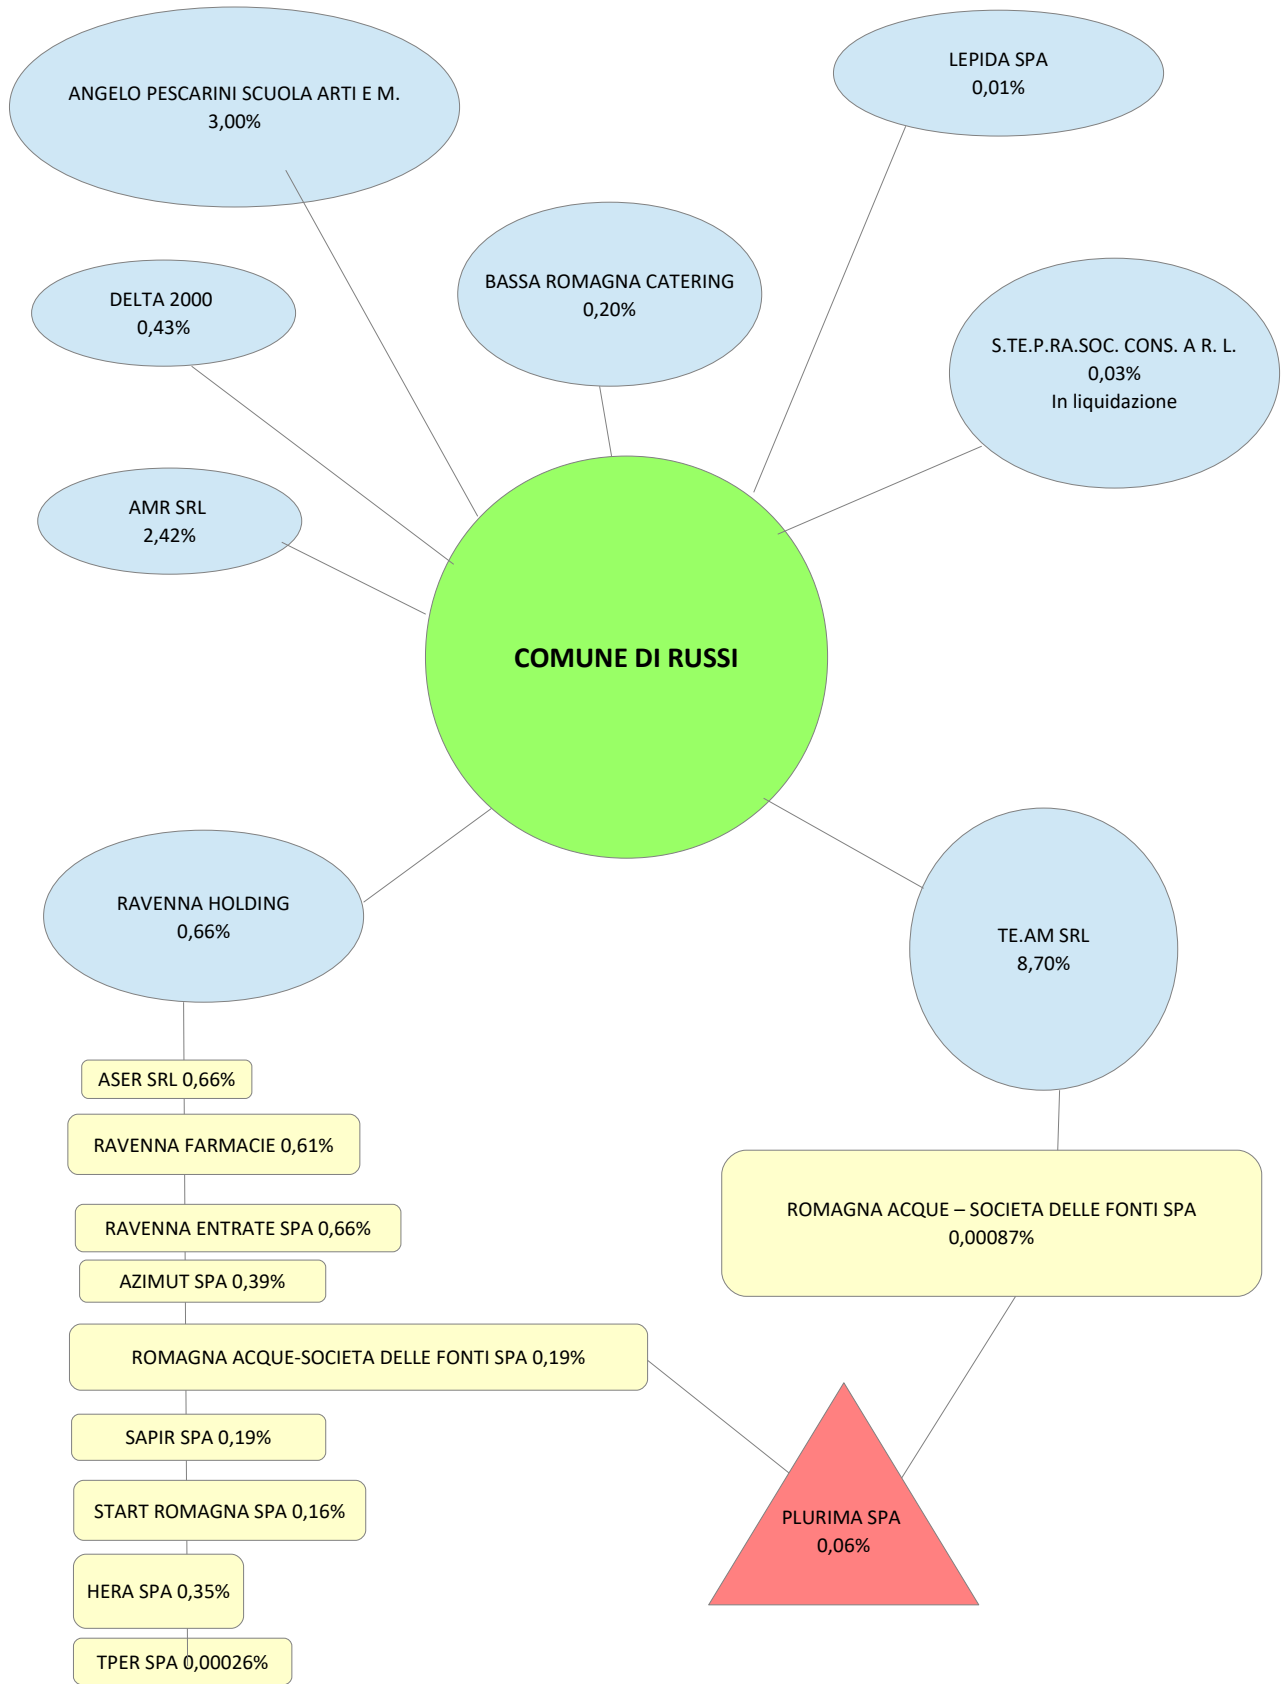 LEPIDA SPA
0,01%
ANGELO PESCARINI SCUOLA ARTI E M.
3,00%
BASSA ROMAGNA CATERING
0,20%
DELTA 2000
0,43%
S.TE.P.RA.SOC. CONS. A R. L.
0,03%
In liquidazione
AMR SRL
2,42%
COMUNE DI RUSSI
RAVENNA HOLDING
0,66%
TE.AM SRL
8,70%
ASER SRL 0,66%
RAVENNA FARMACIE 0,61%
RAVENNA ENTRATE SPA 0,66%
AZIMUT SPA 0,39%
ROMAGNA ACQUE-SOCIETA DELLE FONTI SPA 0,19%
SAPIR SPA 0,19%
START ROMAGNA SPA 0,16%
HERA SPA 0,35%
TPER SPA 0,00026%
ROMAGNA ACQUE – SOCIETA DELLE FONTI SPA
0,00087%
PLURIMA SPA
0,06%